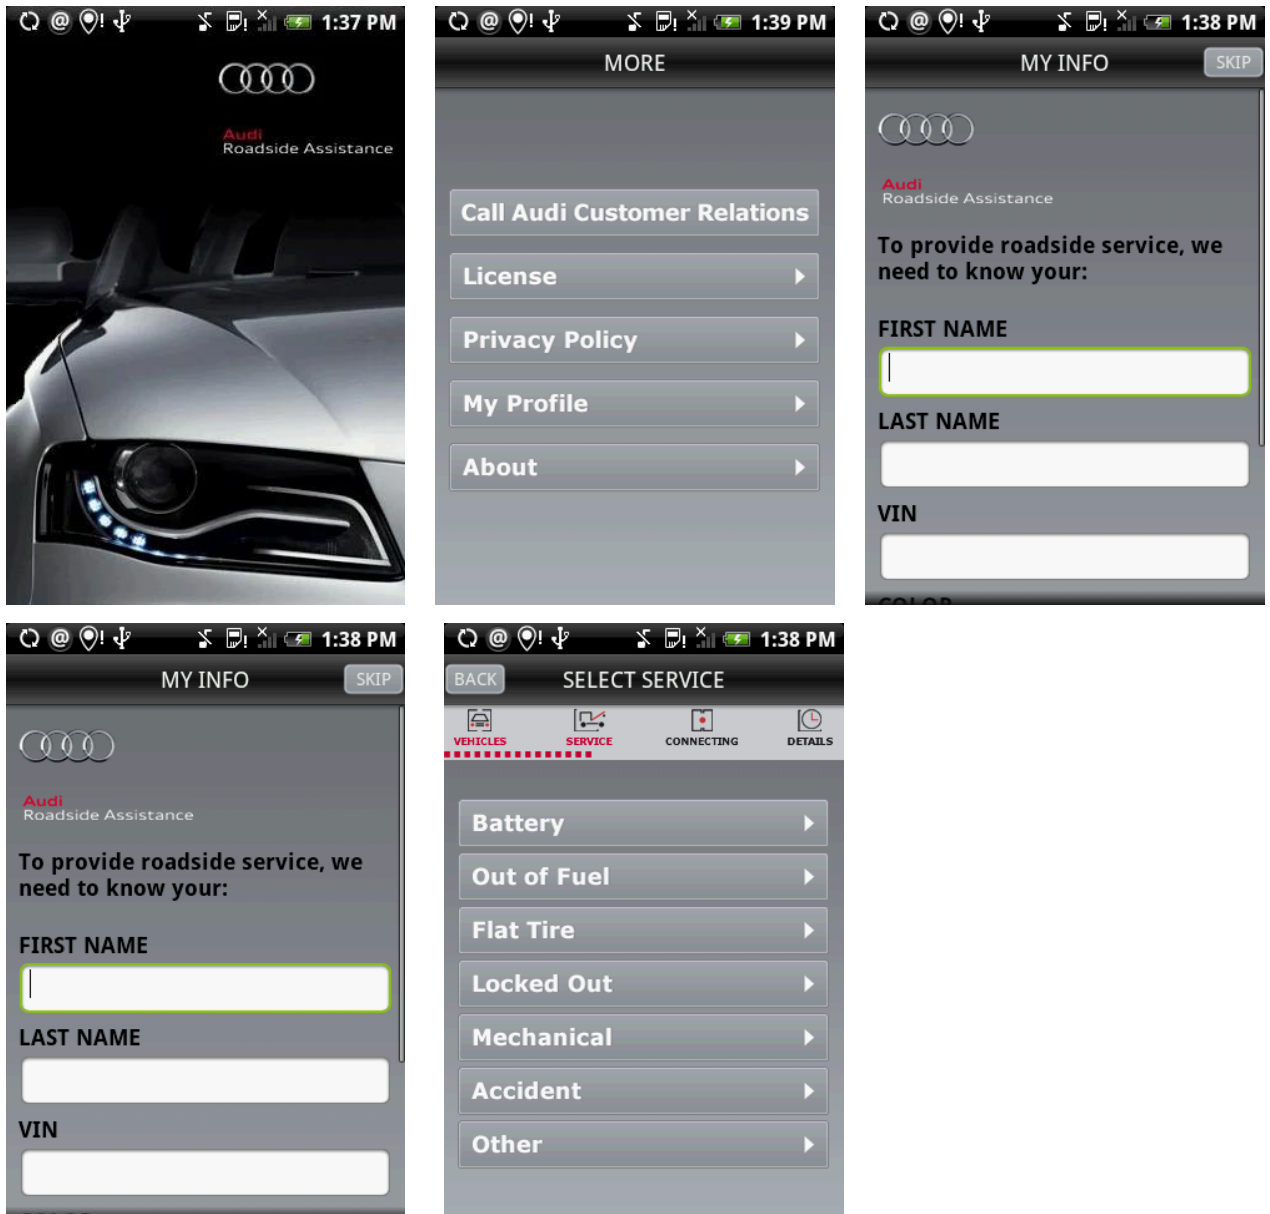 1:37 PM
Audi
Roadside Assistance
1:39 PM
MORE
Call Audi Customer Relations
License
Privacy Policy
My Profile
About
1:38 PM
MY INFO
SKIP
Audi
Roadside Assistance
To provide roadside service, we
need to know your:
FIRST NAME
LAST NAME
VIN
COLOR
1:38 PM
MY INFO
SKIP
Audi
Roadside Assistance
To provide roadside service, we
need to know your:
FIRST NAME
LAST NAME
VIN
1:38 PM
BACK
SELECT SERVICE
VEHICLES
SERVICE
CONNECTING
DETAILS
Battery
Out of Fuel
Flat Tire
Locked Out
Mechanical
Accident
Other